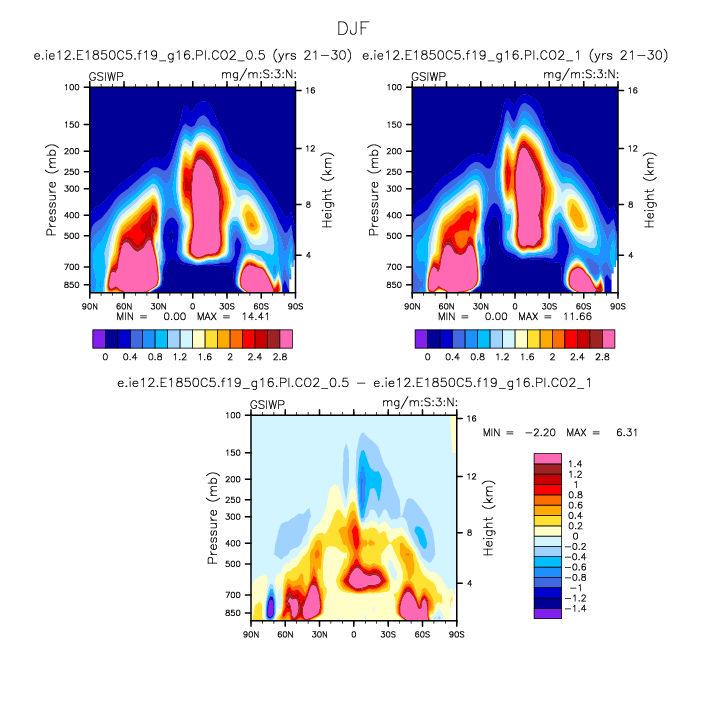 DJF
e.ie12.E1850C5.f19_g16.PI.CO2_0.5 (yrs 21-30) e.ie12.E1850C5.f19_g16.PI.CO2_1 (yrs 21-30)
GSIWP mg/m:S:3:N: GSIWP mg/m:S:3:N:
100 16 100 16
150 150
12 12
200 200
250 250
300 300
8 8
400 400
500 500
4 4
700 700
850 850
Pressure (mb) Height (km) Pressure (mb) Height (km)
90N 60N 30N 0 30S 60S 90S 90N 60N 30N 0 30S 60S 90S
MIN = 0.00 MAX = 14.41 MIN = 0.00 MAX = 11.66
0 0.4 0.8 1.2 1.6 2 2.4 2.8 0 0.4 0.8 1.2 1.6 2 2.4 2.8
e.ie12.E1850C5.f19_g16.PI.CO2_0.5 - e.ie12.E1850C5.f19_g16.PI.CO2_1
GSIWP mg/m:S:3:N:
100 16
150
12
200
250
300
8
400
500
4
700
850
Pressure (mb) Height (km)
90N 60N 30N 0 30S 60S 90S
MIN = -2.20 MAX = 6.31
1.4
1.2
1
0.8
0.6
0.4
0.2
0
-0.2
-0.4
-0.6
-0.8
-1
-1.2
-1.4